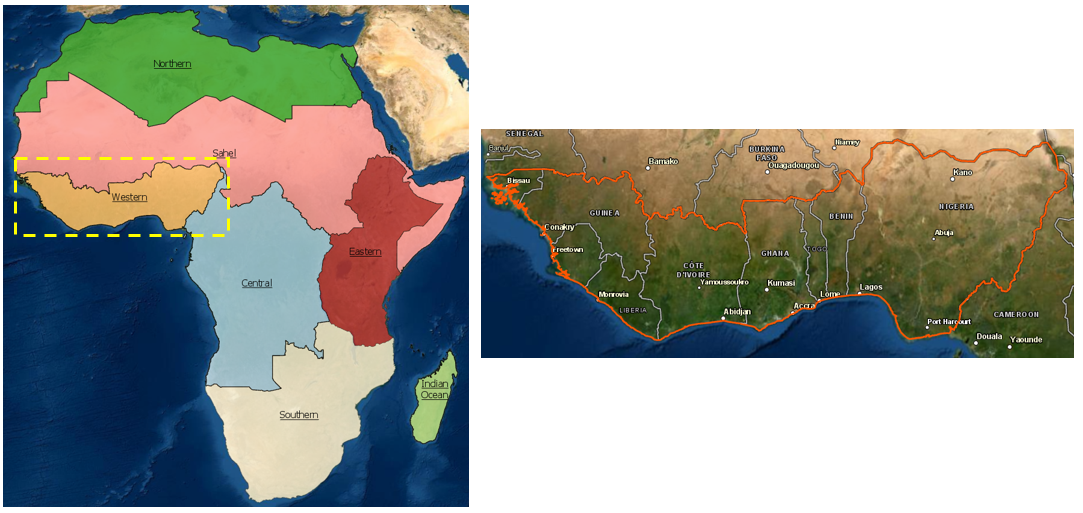 Northern
Sahel
Western
Eastern
Central
Indian
Ocean
Southern
SENEGAL
Banjul
Bamako
BURKINA
FASO
Ouagadougou
Niamey
Kano
Bissau
GUINEA
BENIN
NIGERIA
Conakry
Abuja
Freetown
TOGO
GHANA
CÔTE
D'IVOIRE
Yamoussoukro
Kumasi
Monrovia
LIBERIA
Abidjan
Accra
Lome
Lagos
Port Harcourt
CAMEROON
Douala
Yaounde